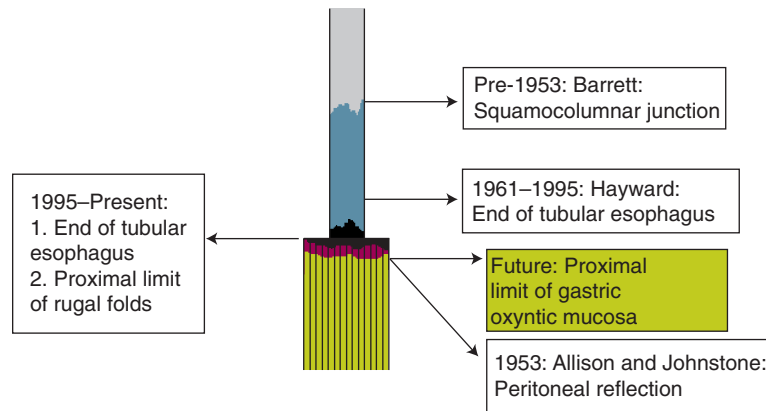 Pre-1953: Barrett:
Squamocolumnar junction
1961–1995: Hayward:
End of tubular esophagus
1995–Present:
1. End of tubular
esophagus
2. Proximal limit
of rugal folds
Future: Proximal
limit of gastric
oxyntic mucosa
1953: Allison and Johnstone:
Peritoneal reflection